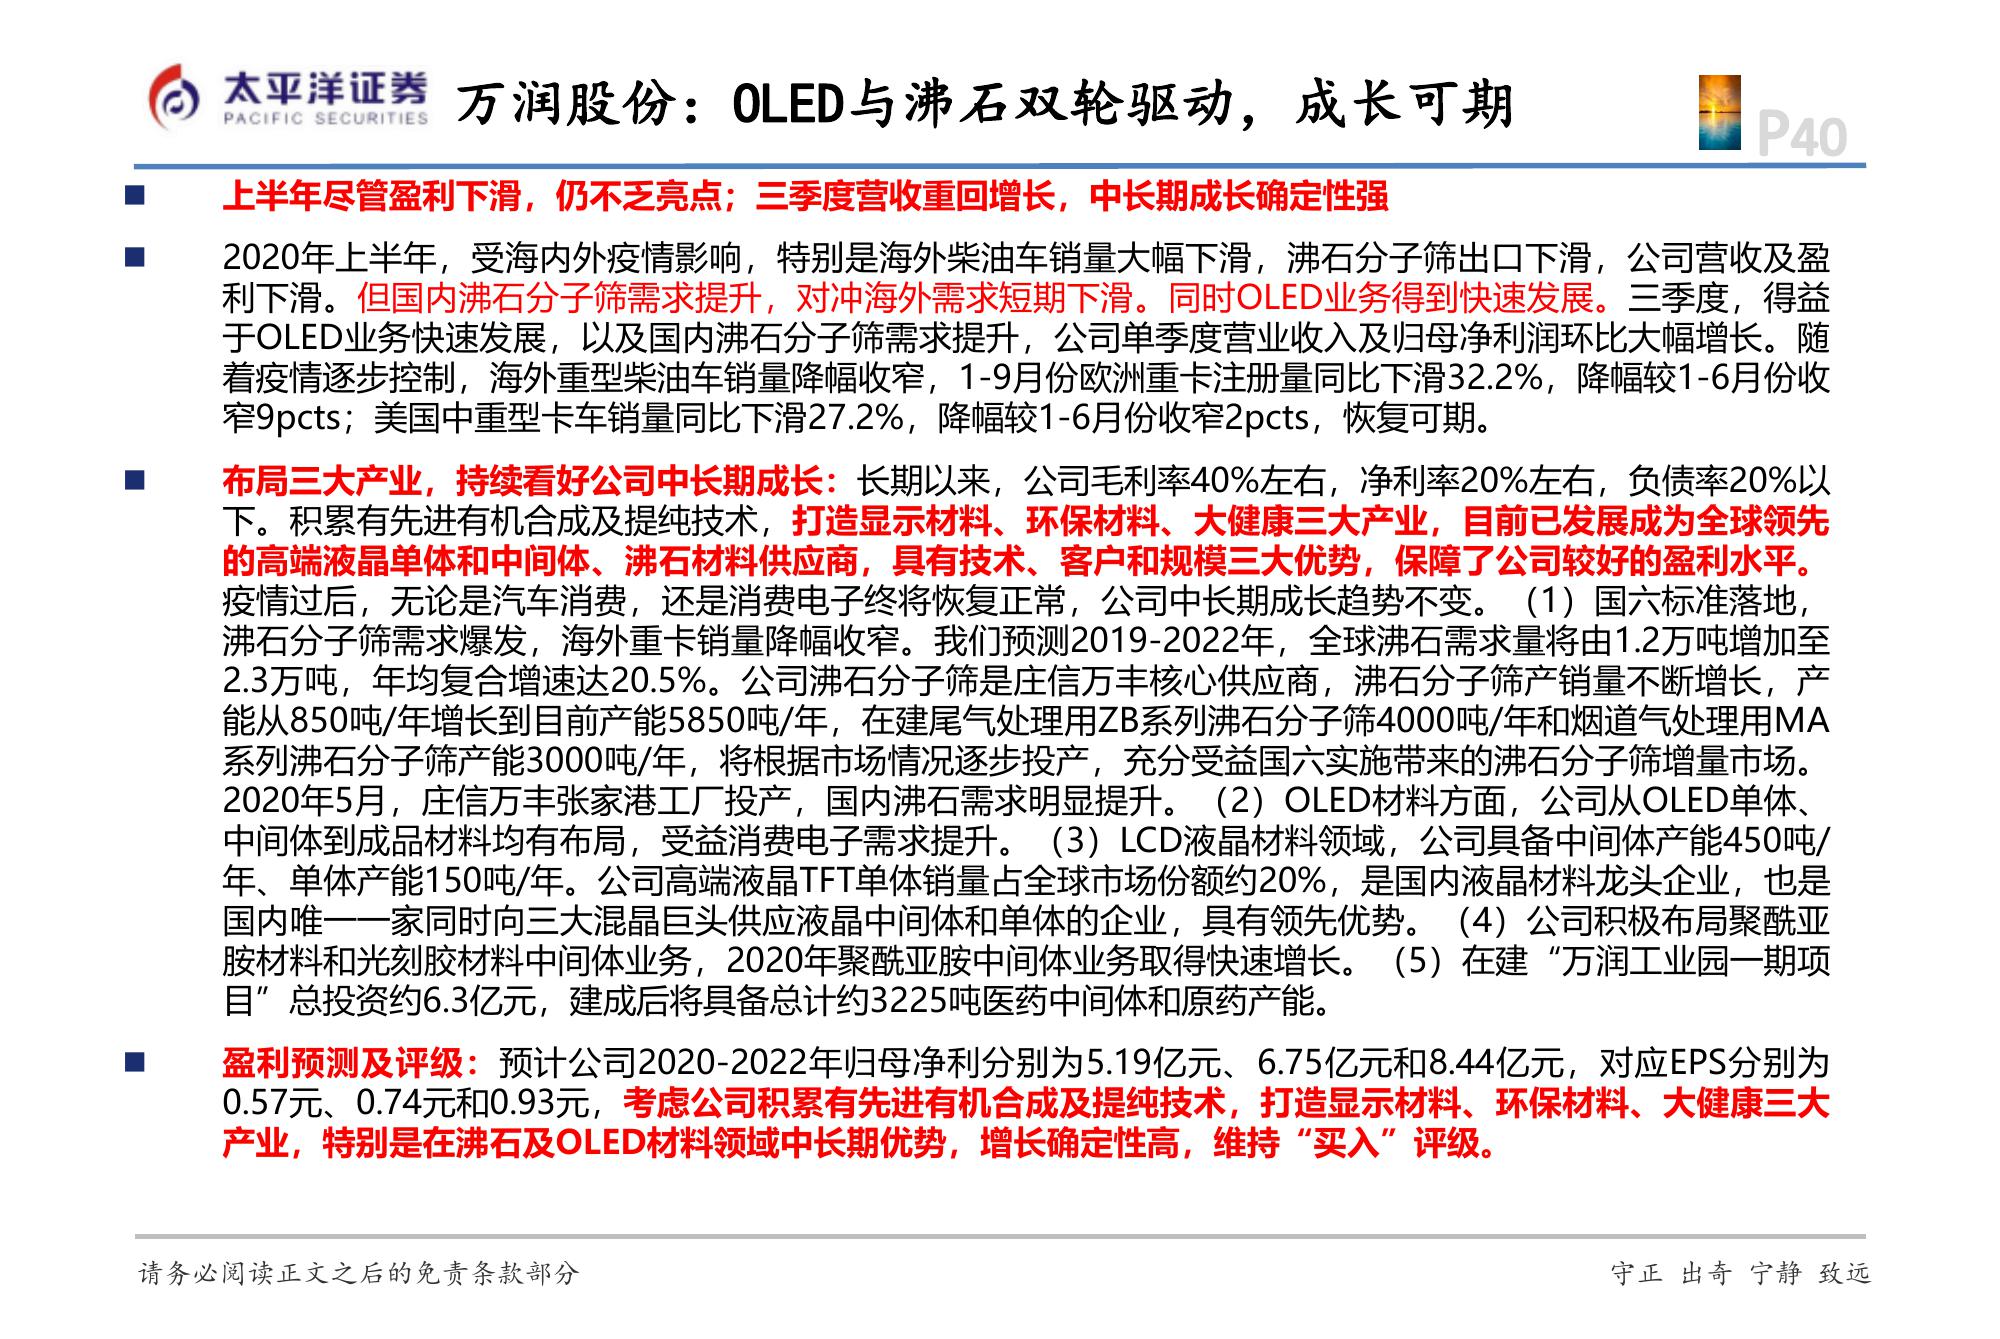 太平洋证券
PACIFIC SECURITIES
万润股份：OLED与沸石双轮驱动，成长可期
P40
上半年尽管盈利下滑，仍不乏亮点；三季度营收重回增长，中长期成长确定性强
2020年上半年，受海内外疫情影响，特别是海外柴油车销量大幅下滑，沸石分子筛出口下滑，公司营收及盈
利下滑。但国内沸石分子筛需求提升，对冲海外需求短期下滑。同时OLED业务得到快速发展。三季度，得益
于OLED业务快速发展，以及国内沸石分子筛需求提升，公司单季度营业收入及归母净利润环比大幅增长。随
着疫情逐步控制，海外重型柴油车销量降幅收窄，1-9月份欧洲重卡注册量同比下滑32.2%，降幅较1-6月份收
窄9pcts；美国中重型卡车销量同比下滑27.2%，降幅较1-6月份收窄2pcts，恢复可期。
布局三大产业，持续看好公司中长期成长：长期以来，公司毛利率40%左右，净利率20%左右，负债率20%以
下。积累有先进有机合成及提纯技术，打造显示材料、环保材料、大健康三大产业，目前已发展成为全球领先
的高端液晶单体和中间体、沸石材料供应商，具有技术、客户和规模三大优势，保障了公司较好的盈利水平。
疫情过后，无论是汽车消费，还是消费电子终将恢复正常，公司中长期成长趋势不变。（1）国六标准落地，
沸石分子筛需求爆发，海外重卡销量降幅收窄。我们预测2019-2022年，全球沸石需求量将由1.2万吨增加至
2.3万吨，年均复合增速达20.5%。公司沸石分子筛是庄信万丰核心供应商，沸石分子筛产销量不断增长，产
能从850吨/年增长到目前产能5850吨/年，在建尾气处理用ZB系列沸石分子筛4000吨/年和烟道气处理用MA
系列沸石分子筛产能3000吨/年，将根据市场情况逐步投产，充分受益国六实施带来的沸石分子筛增量市场。
2020年5月，庄信万丰张家港工厂投产，国内沸石需求明显提升。（2）OLED材料方面，公司从OLED单体、
中间体到成品材料均有布局，受益消费电子需求提升。（3）LCD液晶材料领域，公司具备中间体产能450吨/
年、单体产能150吨/年。公司高端液晶TFT单体销量占全球市场份额约20%，是国内液晶材料龙头企业，也是
国内唯一一家同时向三大混晶巨头供应液晶中间体和单体的企业，具有领先优势。（4）公司积极布局聚酰亚
胺材料和光刻胶材料中间体业务，2020年聚酰亚胺中间体业务取得快速增长。（5）在建“万润工业园一期项
目”总投资约6.3亿元，建成后将具备总计约3225吨医药中间体和原药产能。
盈利预测及评级：预计公司2020-2022年归母净利分别为5.19亿元、6.75亿元和8.44亿元，对应EPS分别为
0.57元、0.74元和0.93元，考虑公司积累有先进有机合成及提纯技术，打造显示材料、环保材料、大健康三大
产业，特别是在沸石及OLED材料领域中长期优势，增长确定性高，维持“买入”评级。
请务必阅读正文之后的免责条款部分
守正 出奇 宁静 致远